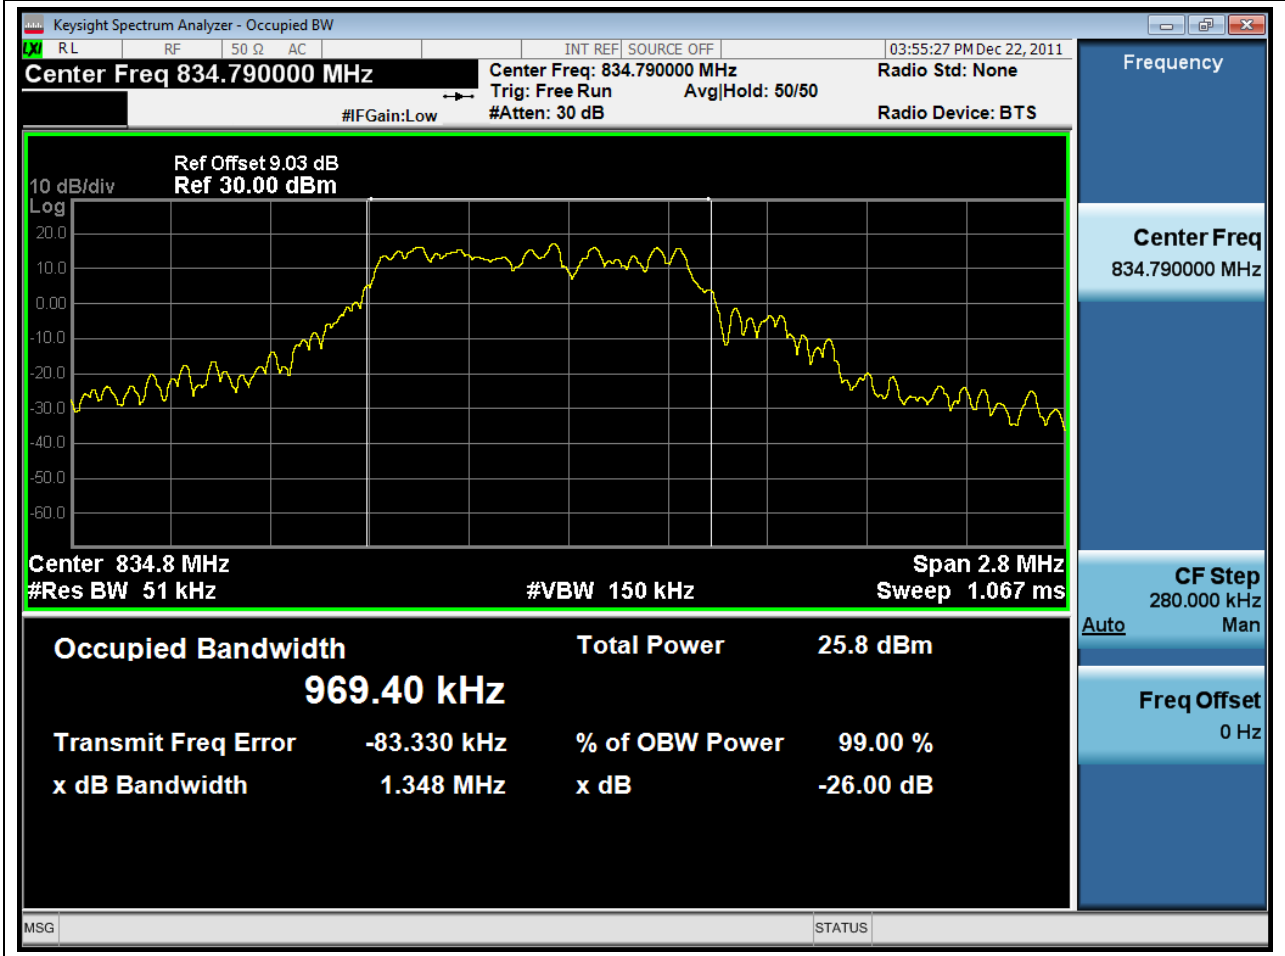 Keysight Spectrum Analyzer - Occupied BW
LXI RL RF 50 Ω AC INT REF SOURCE OFF 03:55:27 PM Dec 22, 2011
Center Freq 834.790000 MHz
Center Freq: 834.790000 MHz
Radio Std: None
Trig: Free Run Avg|Hold: 50/50
#IFGain:Low
#Atten: 30 dB
Radio Device: BTS
Ref Offset 9.03 dB
10 dB/div Ref 30.00 dBm
Log
20.0
10.0
0.00
-10.0
-20.0
-30.0
-40.0
-50.0
-60.0
Center 834.8 MHz Span 2.8 MHz
#Res BW 51 kHz #VBW 150 kHz Sweep 1.067 ms
Occupied Bandwidth Total Power 25.8 dBm
969.40 kHz
Transmit Freq Error -83.330 kHz % of OBW Power 99.00 %
x dB Bandwidth 1.348 MHz x dB -26.00 dB
MSG STATUS
Frequency
Center Freq
834.790000 MHz
CF Step
280.000 kHz
Auto Man
Freq Offset
0 Hz